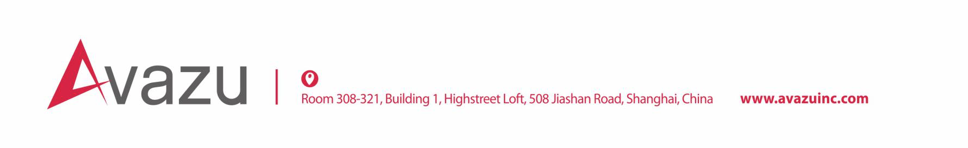 Avazu
Room 308-321, Building 1, Highstreet Loft, 508 Jiashan Road, Shanghai, China www.avazuinc.com